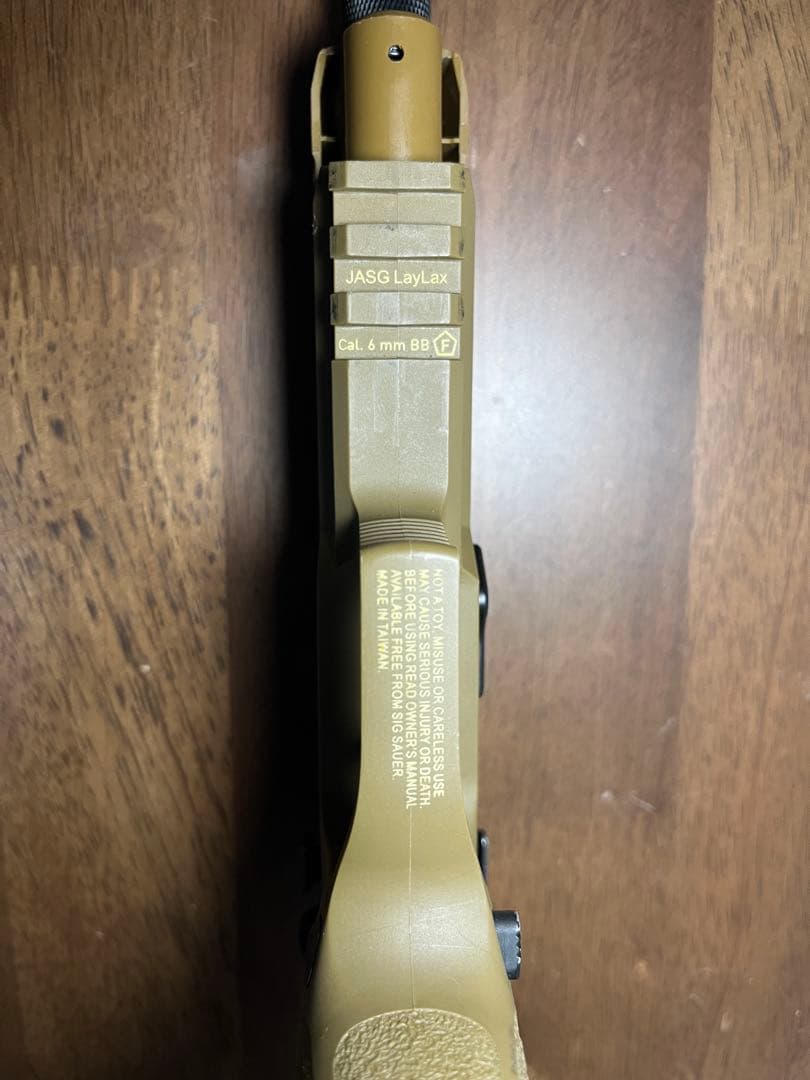 JASG LayLax
Cal. 6 mm BB F
NOT A TOY. MISUSE OR CARELESS USE
MAY CAUSE SERIOUS INJURY OR DEATH.
BEFORE USING READ OWNER'S MANUAL
AVAILABLE FREE FROM SIG SAUER.
MADE IN TAIWAN.